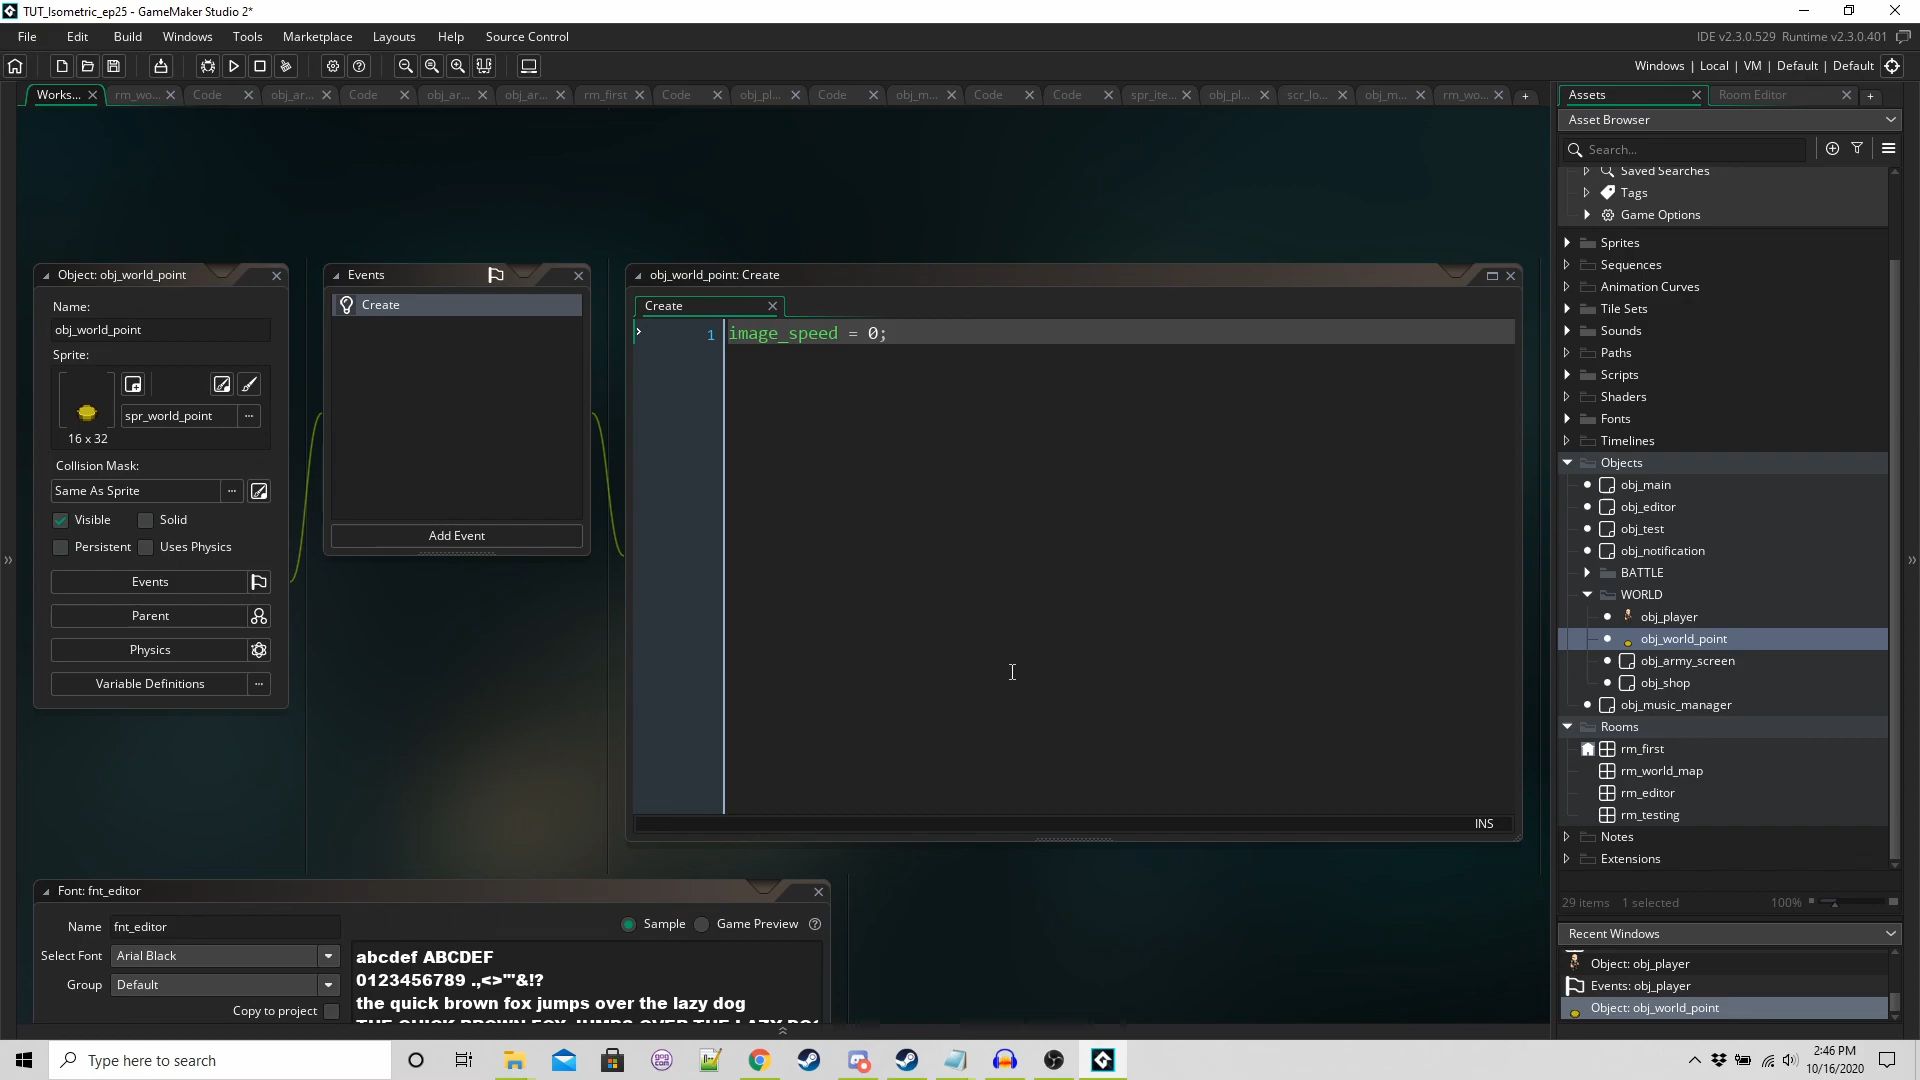 TUT_Isometric_ep25 - GameMaker Studio 2*
File Edit Build Windows Tools Marketplace Layouts Help Source Control
IDE v2.3.0.529 Runtime v2.3.0.401
Windows | Local | VM | Default | Default
Works... rm_wo... Code obj_ar... Code obj_ar... obj_ar... rm_first Code obj_pl... Code obj_m... Code Code spr_ite... obj_pl... scr_lo... obj_m... rm_wo...
Assets Room Editor
Asset Browser
Search...
Saved Searches
Tags
Game Options
Sprites
Sequences
Animation Curves
Tile Sets
Sounds
Paths
Scripts
Shaders
Fonts
Timelines
Objects
obj_main
obj_editor
obj_test
obj_notification
BATTLE
WORLD
obj_player
obj_world_point
obj_army_screen
obj_shop
obj_music_manager
Rooms
rm_first
rm_world_map
rm_editor
rm_testing
Notes
Extensions
29 items 1 selected 100%
Recent Windows
Object: obj_player
Events: obj_player
Object: obj_world_point
Object: obj_world_point
Name:
obj_world_point
Sprite:
spr_world_point
16 x 32
Collision Mask:
Same As Sprite
Visible Solid
Persistent Uses Physics
Events
Parent
Physics
Variable Definitions
Events
Create
Add Event
obj_world_point: Create
Create
1 image_speed = 0;
INS
Font: fnt_editor
Name fnt_editor
Select Font Arial Black
Group Default
Copy to project
Sample Game Preview
abcdef ABCDEF
0123456789 .,<>"'&!?
the quick brown fox jumps over the lazy dog
THE QUICK BROWN FOX JUMPS OVER THE LAZY DO
Type here to search
2:46 PM
10/16/2020